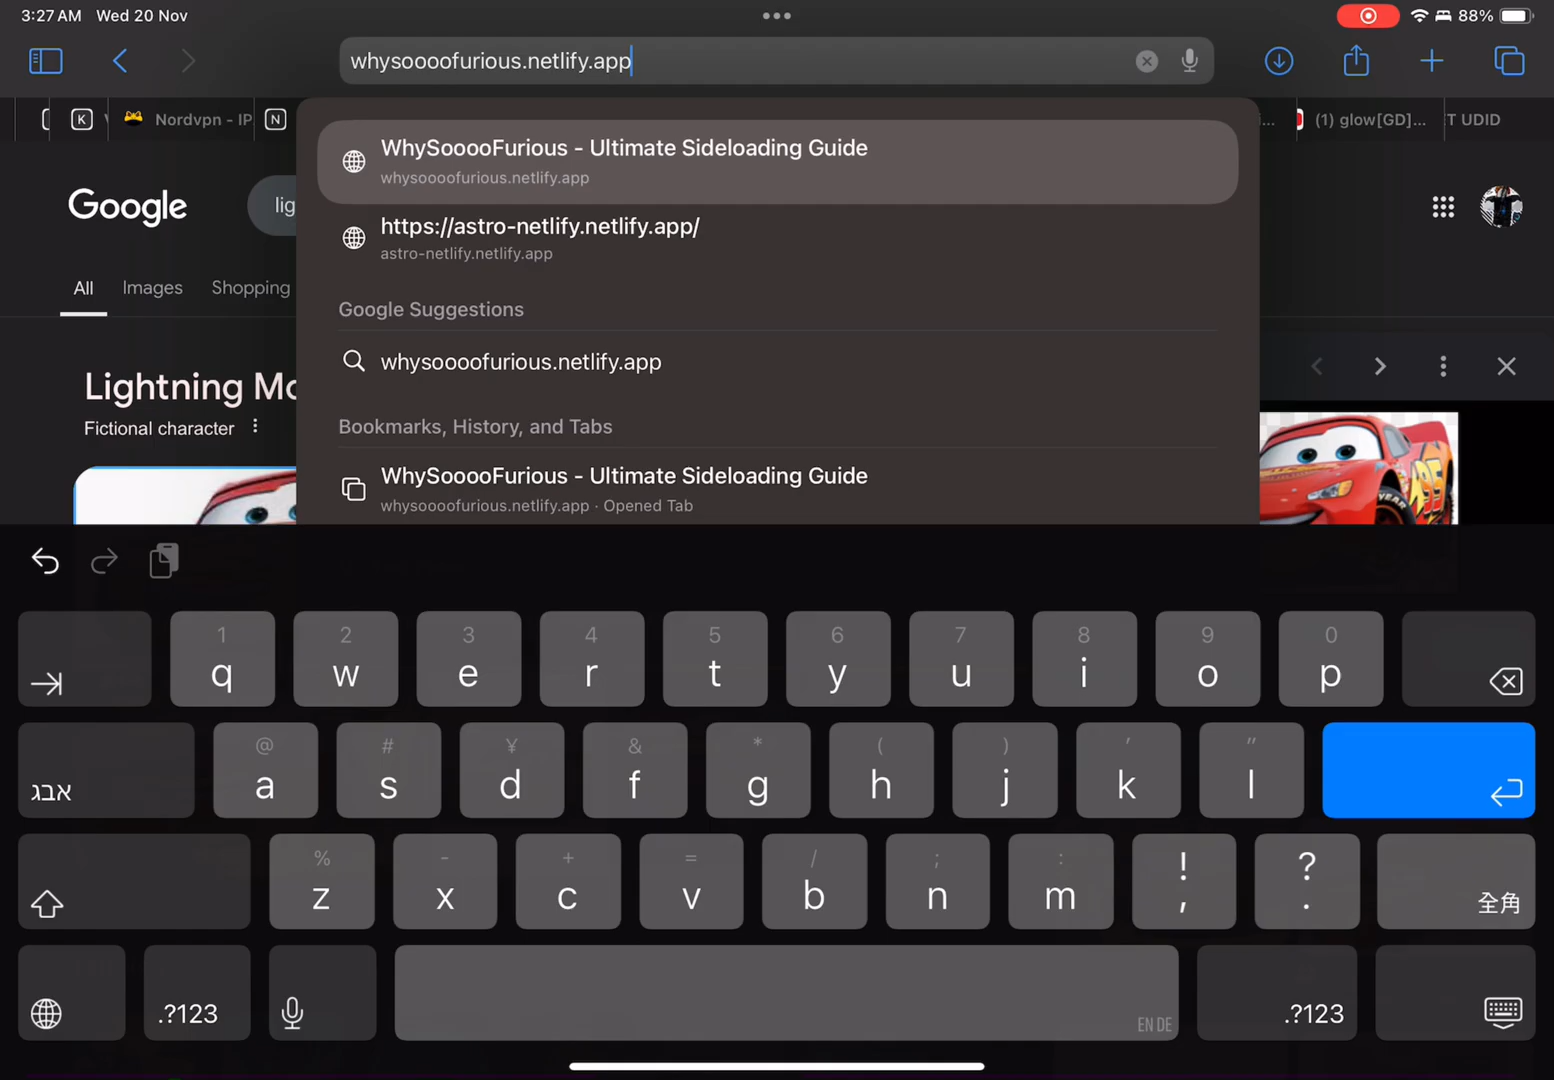 3:27 AM Wed 20 Nov
88%
whysoooofurious.netlify.app
K
Nordvpn - IP
N
(1) glow[GD]...
T UDID
WhySooooFurious - Ultimate Sideloading Guide
whysoooofurious.netlify.app
Google
lig
https://astro-netlify.netlify.app/
astro-netlify.netlify.app
All Images Shopping
Google Suggestions
whysoooofurious.netlify.app
Lightning Mc
Fictional character
Bookmarks, History, and Tabs
WhySooooFurious - Ultimate Sideloading Guide
whysoooofurious.netlify.app · Opened Tab
95
1 2 3 4 5 6 7 8 9 0
q w e r t y u i o p
@ # ¥ & * ( ) ' "
אבג a s d f g h j k l
% - + = / ; : ! ?
z x c v b n m , . 全角
.?123 EN DE .?123